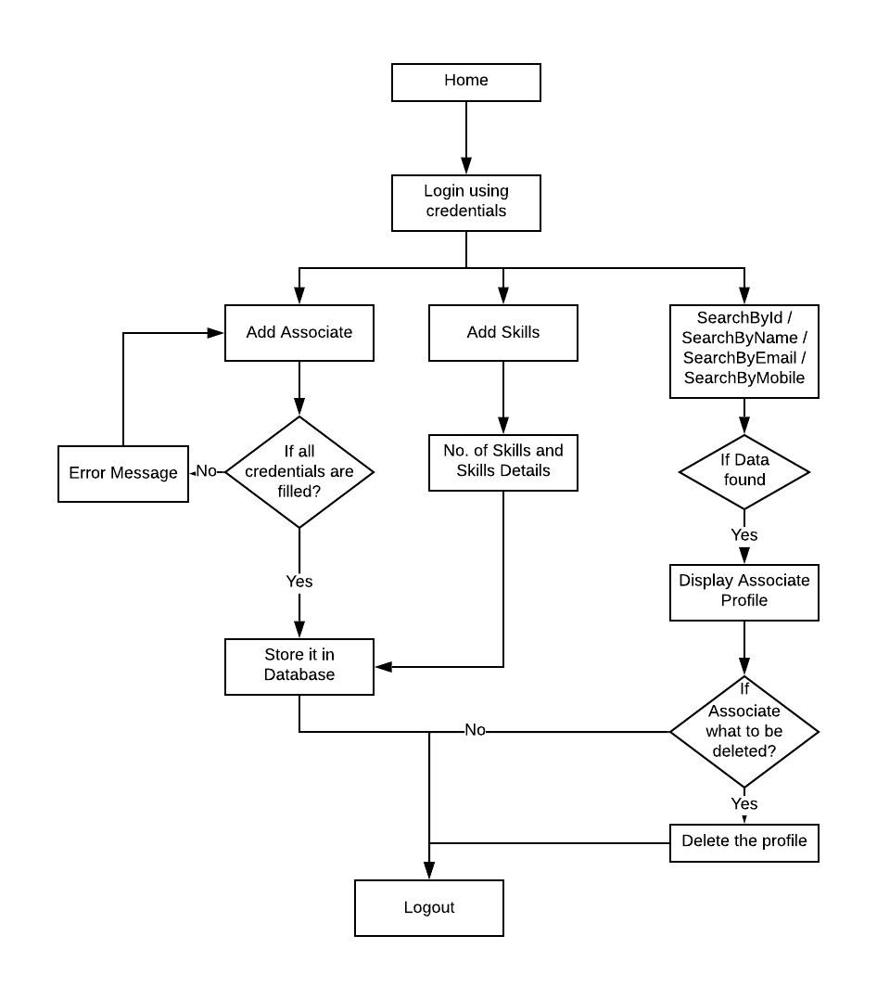 Home
Login using
credentials
Add Associate
Add Skills
SearchById /
SearchByName /
SearchByEmail /
SearchByMobile
If all
credentials are
filled?
No
Error Message
No. of Skills and
Skills Details
If Data
found
Yes
Yes
Display Associate
Profile
Store it in
Database
If
Associate
what to be
deleted?
No
Yes
Delete the profile
Logout